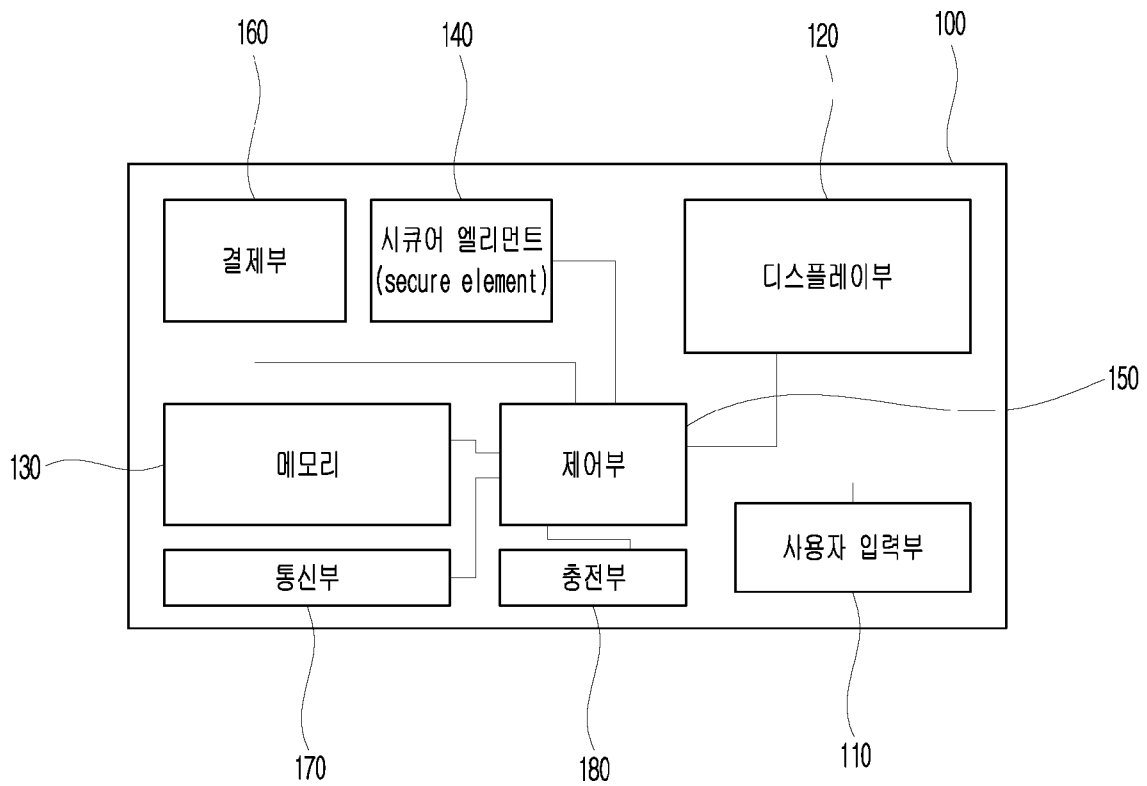 160
140
120
100
결제부
시큐어 엘리먼트
(secure element)
디스플레이부
150
130
메모리
제어부
사용자 입력부
통신부
충전부
170
180
110